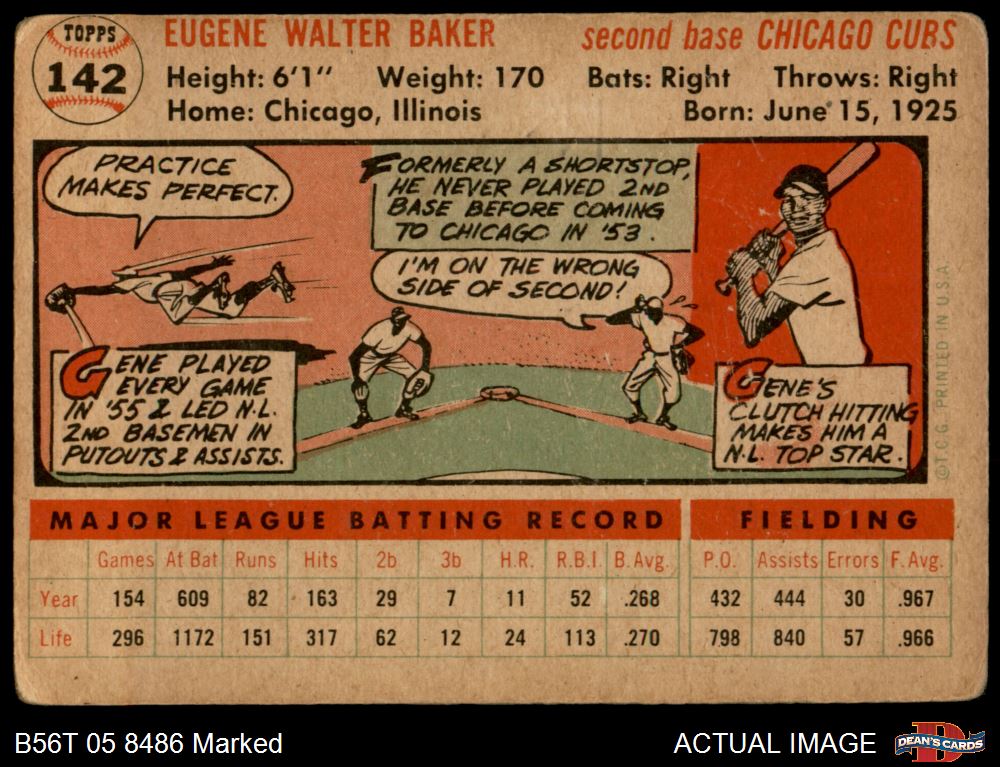 TOPPS
142
EUGENE WALTER BAKER
second base CHICAGO CUBS
Height: 6'1" Weight: 170 Bats: Right Throws: Right
Home: Chicago, Illinois Born: June 15, 1925
PRACTICE
MAKES PERFECT.
FORMERLY A SHORTSTOP,
HE NEVER PLAYED 2ND
BASE BEFORE COMING
TO CHICAGO IN '53.
I'M ON THE WRONG
SIDE OF SECOND!
GENE PLAYED
EVERY GAME
IN '55 & LED N.L.
2ND BASEMEN IN
PUTOUTS & ASSISTS.
GENE'S
CLUTCH HITTING
MAKES HIM A
N.L. TOP STAR.
©T.C.G. PRINTED IN U.S.A.
MAJOR LEAGUE BATTING RECORD FIELDING
Games At Bat Runs Hits 2b 3b H.R. R.B.I. B. Avg. P.O. Assists Errors F. Avg.
Year 154 609 82 163 29 7 11 52 .268 432 444 30 .967
Life 296 1172 151 317 62 12 24 113 .270 798 840 57 .966
B56T 05 8486 Marked ACTUAL IMAGE
D
DEAN'S CARDS